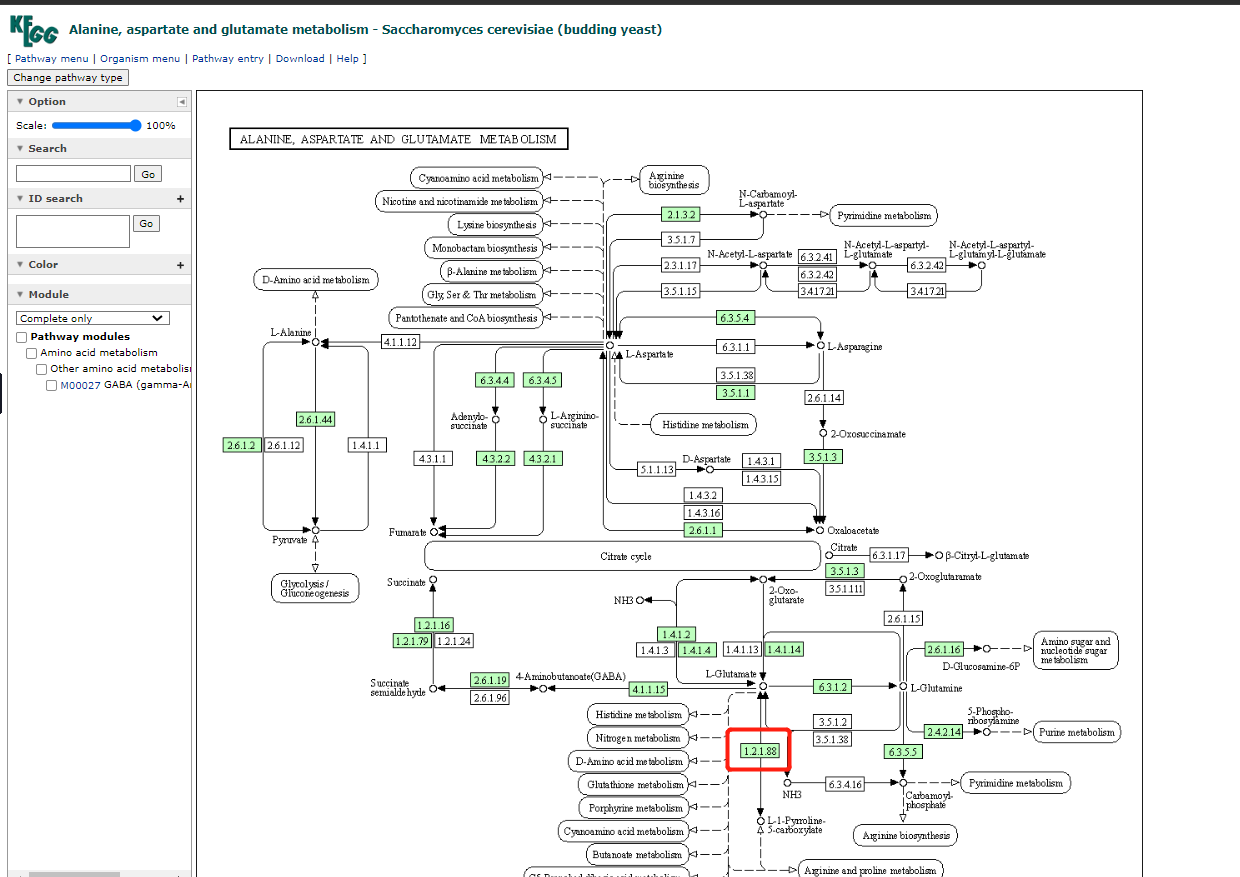 KEGG
Alanine, aspartate and glutamate metabolism - Saccharomyces cerevisiae (budding yeast)
[ Pathway menu | Organism menu | Pathway entry | Download | Help ]
Change pathway type
Option
Scale: 100%
Search
Go
ID search +
Go
Color +
Module
Complete only
Pathway modules
Amino acid metabolism
Other amino acid metabolism
M00027 GABA (gamma-A
ALANINE, ASPARTATE AND GLUTAMATE METABOLISM
Cyanoamino acid metabolism
Arginine
biosynthesis
Nicotine and nicotinamide metabolism
N-Carbamoyl-
L-aspartate
2.1.3.2
Pyrimidine metabolism
Lysine biosynthesis
3.5.1.7
Monobactam biosynthesis
N-Acetyl-L-aspartate
N-Acetyl-L-aspartyl-
L-glutamate
N-Acetyl-L-aspartyl-
L-glutamyl-L-glutamate
6.3.2.41
2.3.1.17
6.3.2.42
6.3.2.42
β-Alanine metabolism
D-Amino acid metabolism
3.5.1.15
3.4.17.21
3.4.17.21
Gly, Ser & Thr metabolism
Pantothenate and CoA biosynthesis
6.3.5.4
L-Alanine
4.1.1.12
L-Aspartate
6.3.1.1
L-Asparagine
3.5.1.38
3.5.1.1
6.3.4.4
6.3.4.5
2.6.1.14
2.6.1.44
Adenylo-
succinate
L-Arginino-
succinate
Histidine metabolism
2-Oxosuccinamate
2.6.1.2
2.6.1.12
1.4.1.1
4.3.1.1
4.3.2.2
4.3.2.1
D-Aspartate
5.1.1.13
1.4.3.1
1.4.3.15
3.5.1.3
1.4.3.2
1.4.3.16
2.6.1.1
Pyruvate
Fumarate
Oxaloacetate
Citrate cycle
Citrate
6.3.1.17
β-Citryl-L-glutamate
Glycolysis /
Gluconeogenesis
Succinate
3.5.1.3
3.5.1.111
2-Oxoglutaramate
2-Oxo-
glutarate
NH3
2.6.1.15
1.2.1.16
1.2.1.79
1.2.1.24
1.4.1.2
1.4.1.3
1.4.1.4
1.4.1.13
1.4.1.14
2.6.1.16
Amino sugar and
nucleotide sugar
metabolism
D-Glucosamine-6P
Succinate
semialdehyde
2.6.1.19
2.6.1.96
4-Aminobutanoate(GABA)
4.1.1.15
L-Glutamate
6.3.1.2
L-Glutamine
5-Phospho-
ribosylamine
Histidine metabolism
3.5.1.2
3.5.1.38
2.4.2.14
Purine metabolism
Nitrogen metabolism
1.2.1.88
6.3.5.5
D-Amino acid metabolism
Glutathione metabolism
NH3
6.3.4.16
Pyrimidine metabolism
Carbamoyl-
phosphate
Porphyrine metabolism
L-1-Pyrroline-
5-carboxylate
Cyanoamino acid metabolism
Arginine biosynthesis
Butanoate metabolism
Arginine and proline metabolism
C5-Branched dibasic acid metabolism